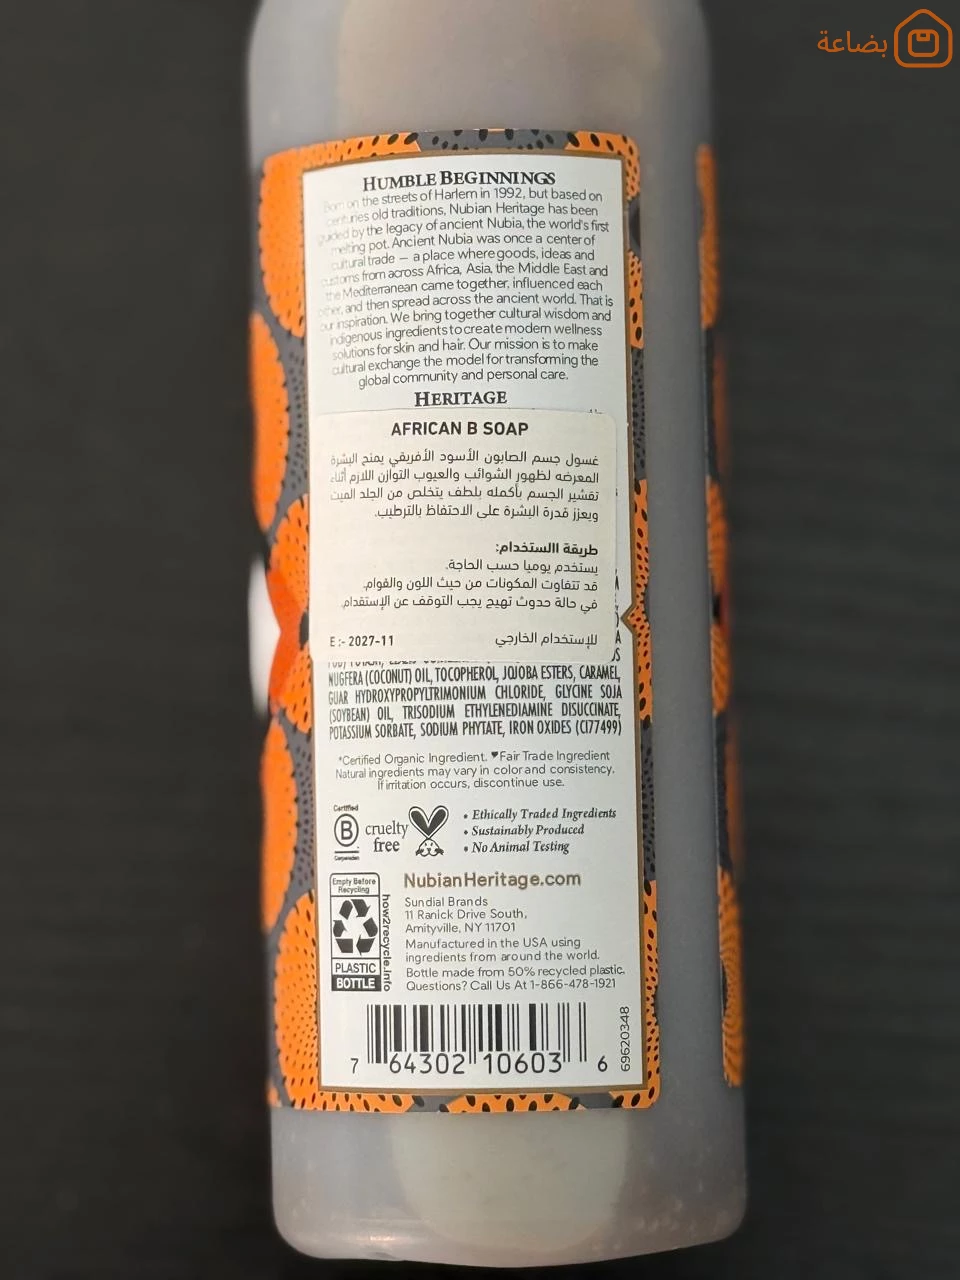 بضاعة
HUMBLE BEGINNINGS
Born on the streets of Harlem in 1992, but based on
centuries old traditions, Nubian Heritage has been
guided by the legacy of ancient Nubia, the world's first
melting pot. Ancient Nubia was once a center of
cultural trade — a place where goods, ideas and
customs from across Africa, Asia, the Middle East and
the Mediterranean came together, influenced each
other, and then spread across the ancient world. That is
our inspiration. We bring together cultural wisdom and
indigenous ingredients to create modern wellness
solutions for skin and hair. Our mission is to make
cultural exchange the model for transforming the
global community and personal care.
HERITAGE
AFRICAN B SOAP
غسول جسم الصابون الأسود الأفريقي يمنح البشرة
المعرضه لظهور الشوائب والعيوب التوازن اللازم أثناء
تقشير الجسم بأكمله بلطف يتخلص من الجلد الميت
ويعزز قدرة البشرة على الاحتفاظ بالترطيب.
طريقة االستخدام:
يستخدم يوميا حسب الحاجة.
قد تتفاوت المكونات من حيث اللون والقوام.
في حالة حدوث تهيج يجب التوقف عن الإستقدام.
للإستخدام الخارجي
E :- 2027-11
NUGFERA (COCONUT) OIL, TOCOPHEROL, JOJOBA ESTERS, CARAMEL,
GUAR HYDROXYPROPYLTRIMONIUM CHLORIDE, GLYCINE SOJA
(SOYBEAN) OIL, TRISODIUM ETHYLENEDIAMINE DISUCCINATE,
POTASSIUM SORBATE, SODIUM PHYTATE, IRON OXIDES (CI77499)
*Certified Organic Ingredient. ♥Fair Trade Ingredient
Natural ingredients may vary in color and consistency.
If irritation occurs, discontinue use.
Certified
B
Corporation
cruelty
free
• Ethically Traded Ingredients
• Sustainably Produced
• No Animal Testing
Empty Before
Recycling
PLASTIC
BOTTLE
how2recycle.info
NubianHeritage.com
Sundial Brands
11 Ranick Drive South,
Amityville, NY 11701
Manufactured in the USA using
ingredients from around the world.
Bottle made from 50% recycled plastic.
Questions? Call Us At 1-866-478-1921
7 64302 10603 6
69620348